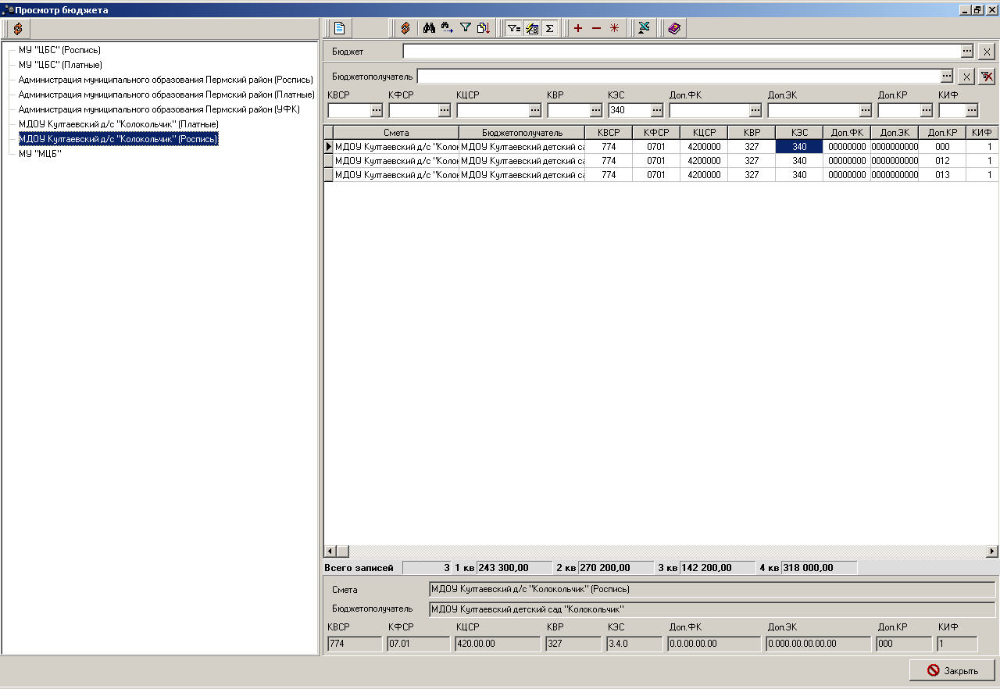 Просмотр бюджета
МУ "ЦБС" (Роспись)
МУ "ЦБС" (Платные)
Администрация муниципального образования Пермский район (Роспись)
Администрация муниципального образования Пермский район (Платные)
Администрация муниципального образования Пермский район (УФК)
МДОУ Култаевский д/с "Колокольчик" (Платные)
МДОУ Култаевский д/с "Колокольчик" (Роспись)
МУ "МЦБ"
Бюджет ... X
Бюджетополучатель ... X
КВСР КФСР КЦСР КВР КЭС Доп.ФК Доп.ЭК Доп.КР КИФ
... ... ... ... 340 ... ... ... ... ...
Смета Бюджетополучатель КВСР КФСР КЦСР КВР КЭС Доп.ФК Доп.ЭК Доп.КР КИФ
МДОУ Култаевский д/с "Колок МДОУ Култаевский детский са 774 0701 4200000 327 340 00000000 0000000000 000 1
МДОУ Култаевский д/с "Колок МДОУ Култаевский детский са 774 0701 4200000 327 340 00000000 0000000000 012 1
МДОУ Култаевский д/с "Колок МДОУ Култаевский детский са 774 0701 4200000 327 340 00000000 0000000000 013 1
Всего записей 3 1 кв 243 300,00 2 кв 270 200,00 3 кв 142 200,00 4 кв 318 000,00
Смета МДОУ Култаевский д/с "Колокольчик" (Роспись)
Бюджетополучатель МДОУ Култаевский детский сад "Колокольчик"
КВСР КФСР КЦСР КВР КЭС Доп.ФК Доп.ЭК Доп.КР КИФ
774 07.01 420.00.00 327 3.4.0 0.0.00.00.00 0.000.00.00.00.00 000 1
Закрыть